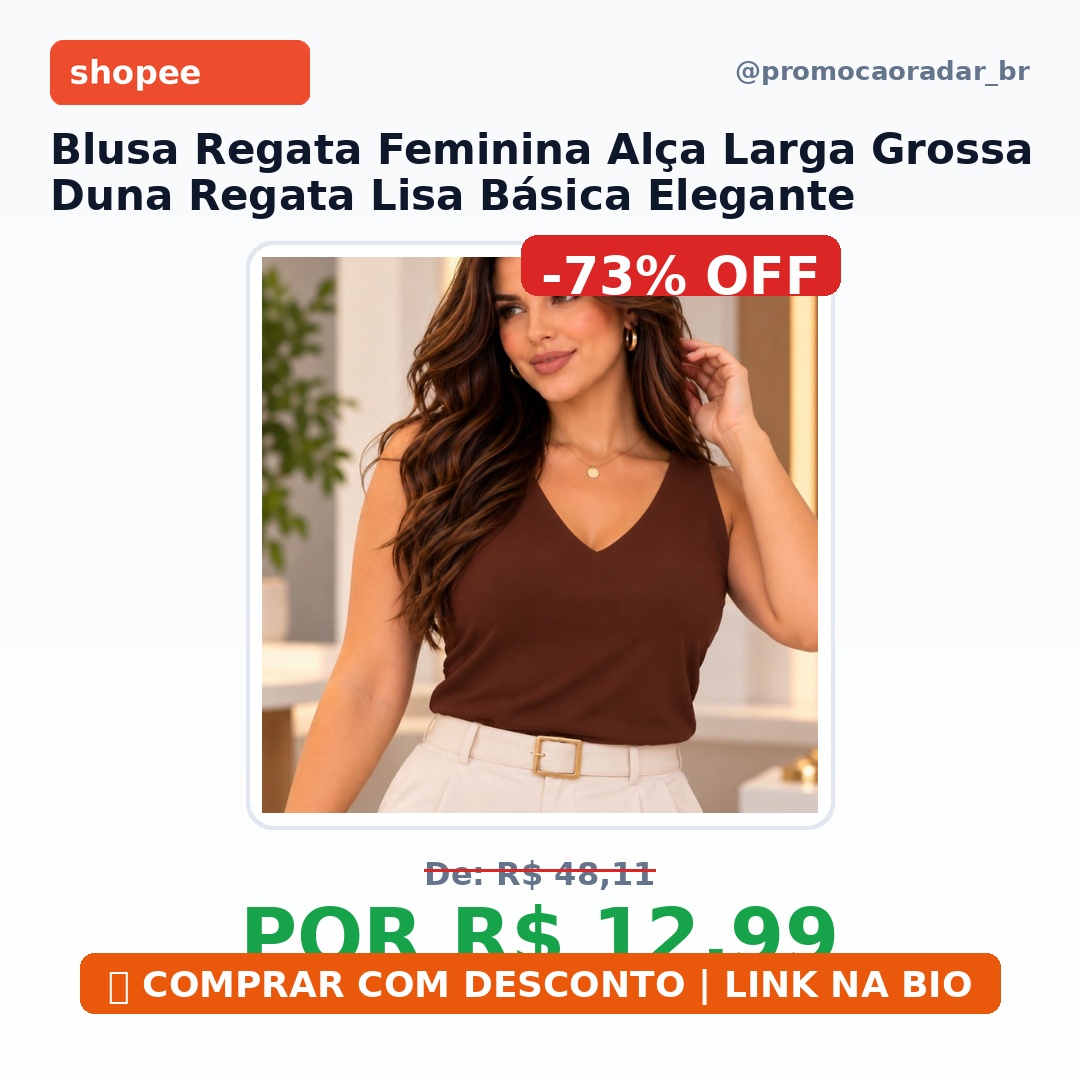 shopee
@promocaoradar_br
Blusa Regata Feminina Alça Larga Grossa
Duna Regata Lisa Básica Elegante
-73% OFF
De: R$ 48,11
POR R$ 12,99
COMPRAR COM DESCONTO | LINK NA BIO